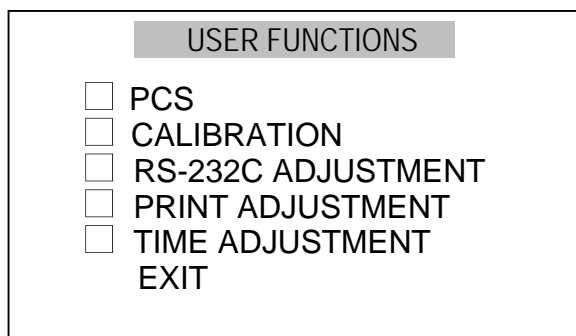 USER FUNCTIONS
PCS
CALIBRATION
RS-232C ADJUSTMENT
PRINT ADJUSTMENT
TIME ADJUSTMENT
EXIT